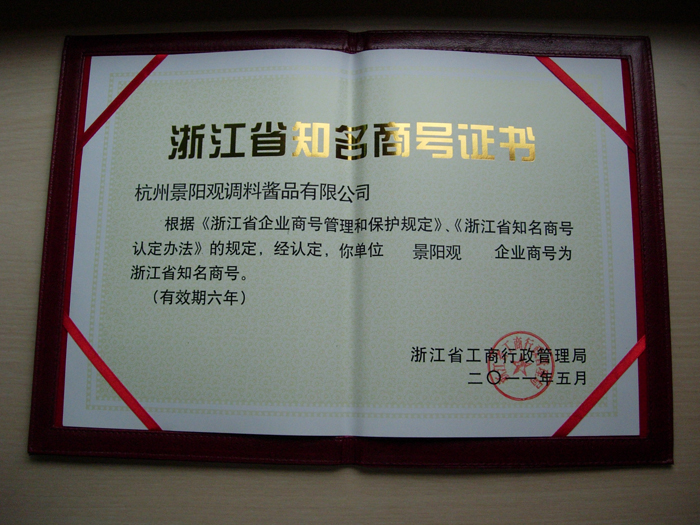 浙江省知名商号证书
杭州景阳观调料酱品有限公司
根据《浙江省企业商号管理和保护规定》、《浙江省知名商号
认定办法》的规定，经认定，你单位 景阳观 企业商号为
浙江省知名商号。
（有效期六年）
浙江省工商行政管理局
二〇一一年五月